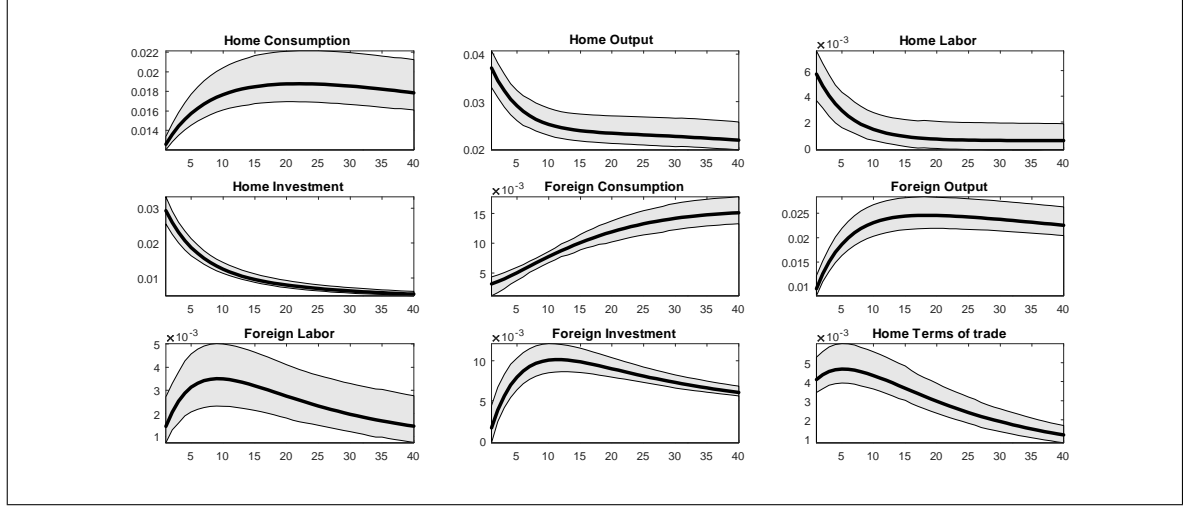 Home Consumption
0.022
0.02
0.018
0.016
0.014
5 10 15 20 25 30 35 40
Home Output
0.04
0.03
0.02
5 10 15 20 25 30 35 40
Home Labor
×10-3
6
4
2
0
5 10 15 20 25 30 35 40
Home Investment
0.03
0.02
0.01
5 10 15 20 25 30 35 40
Foreign Consumption
×10-3
15
10
5
5 10 15 20 25 30 35 40
Foreign Output
0.025
0.02
0.015
0.01
5 10 15 20 25 30 35 40
Foreign Labor
×10-3
5
4
3
2
1
5 10 15 20 25 30 35 40
Foreign Investment
×10-3
10
5
0
5 10 15 20 25 30 35 40
Home Terms of trade
×10-3
5
4
3
2
1
5 10 15 20 25 30 35 40